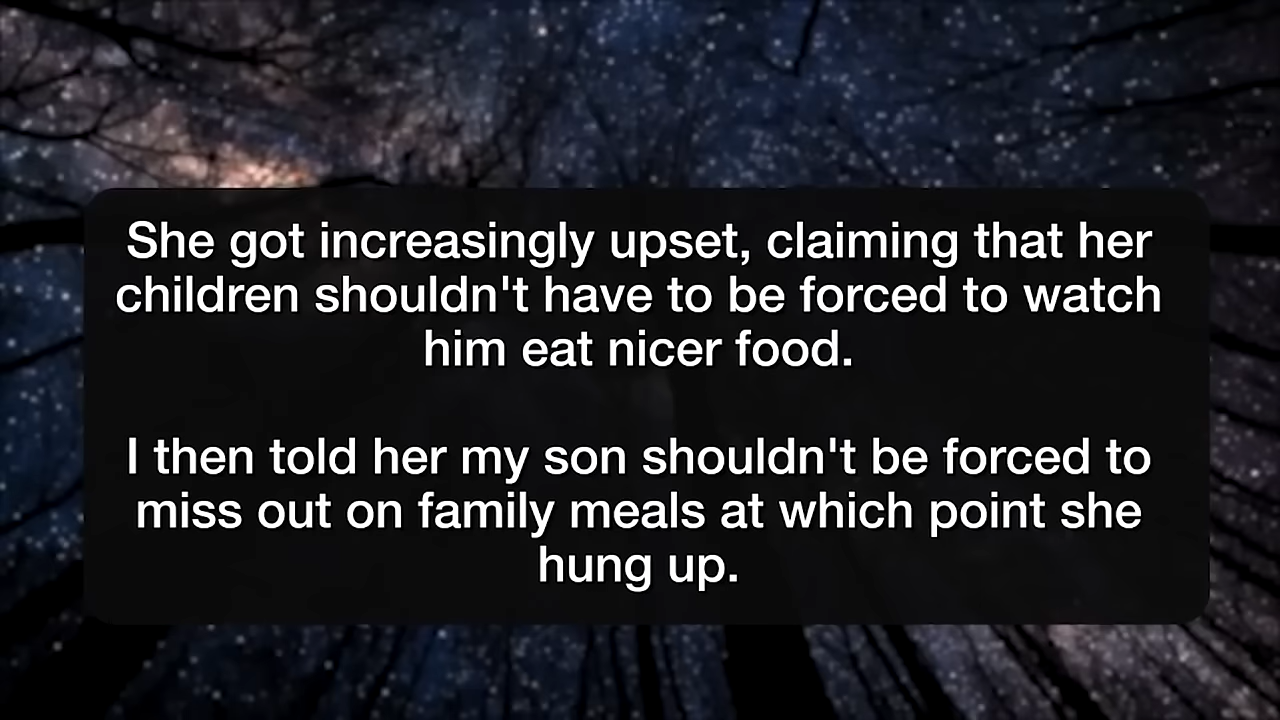 She got increasingly upset, claiming that her
children shouldn't have to be forced to watch
him eat nicer food.
I then told her my son shouldn't be forced to
miss out on family meals at which point she
hung up.